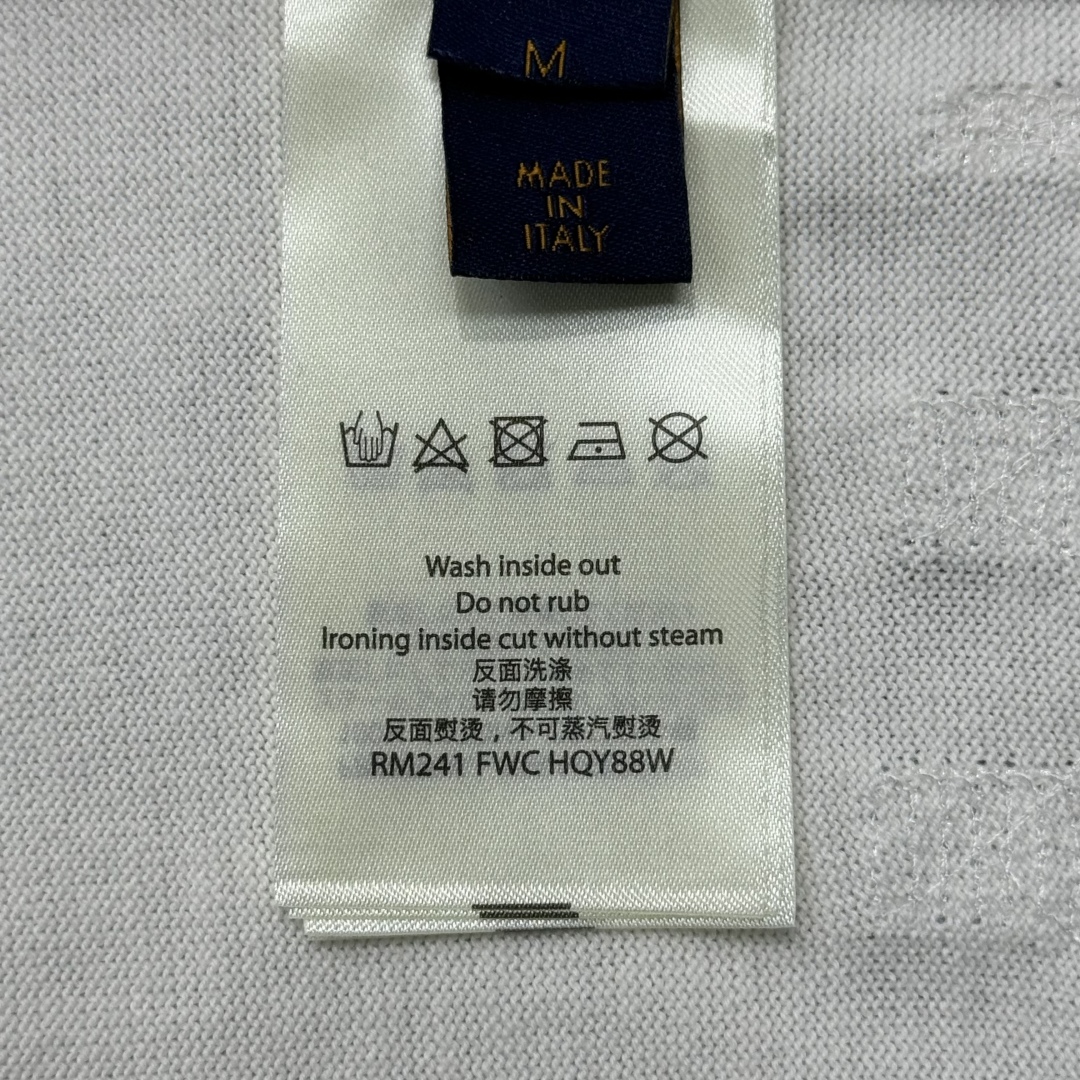 M
MADE
IN
ITALY
Wash inside out
Do not rub
Ironing inside cut without steam
反面洗涤
请勿摩擦
反面熨烫，不可蒸汽熨烫
RM241 FWC HQY88W